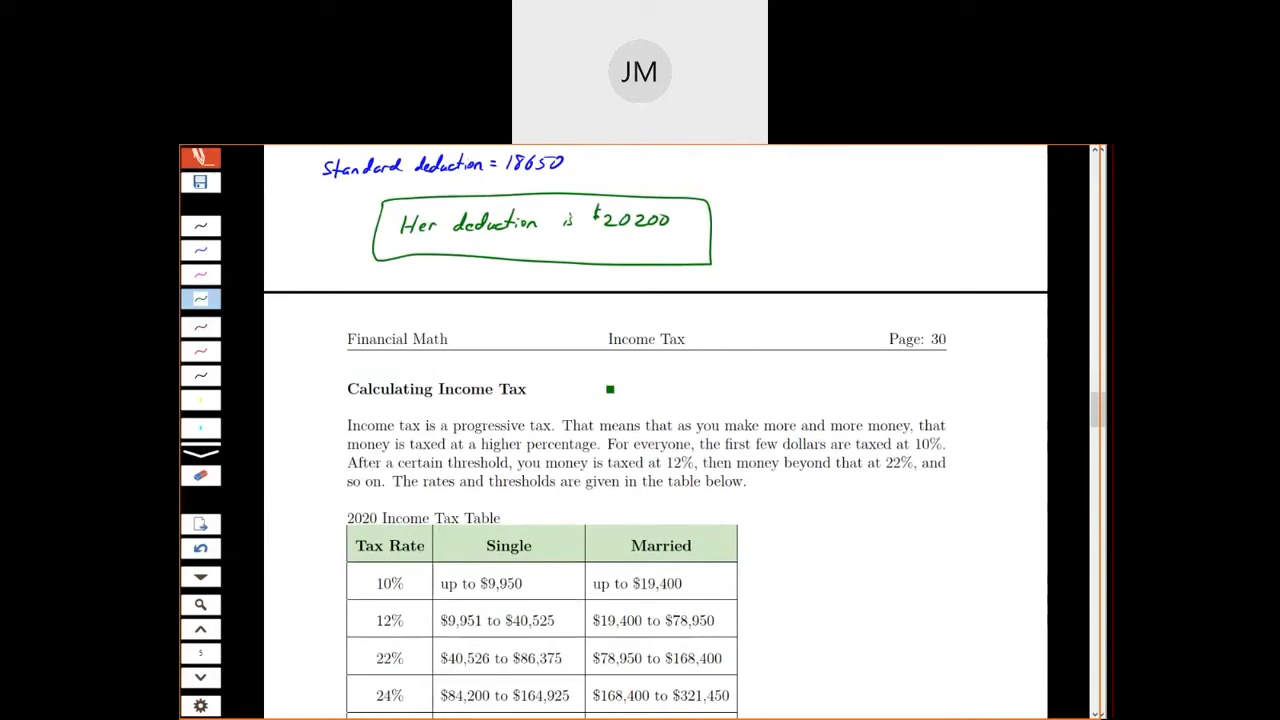 JM
Standard deduction = 18650
Her deduction is $20200
Financial Math Income Tax Page: 30
Calculating Income Tax
Income tax is a progressive tax. That means that as you make more and more money, that
money is taxed at a higher percentage. For everyone, the first few dollars are taxed at 10%.
After a certain threshold, you money is taxed at 12%, then money beyond that at 22%, and
so on. The rates and thresholds are given in the table below.
2020 Income Tax Table
Tax Rate Single Married
10% up to $9,950 up to $19,400
12% $9,951 to $40,525 $19,400 to $78,950
22% $40,526 to $86,375 $78,950 to $168,400
24% $84,200 to $164,925 $168,400 to $321,450
5